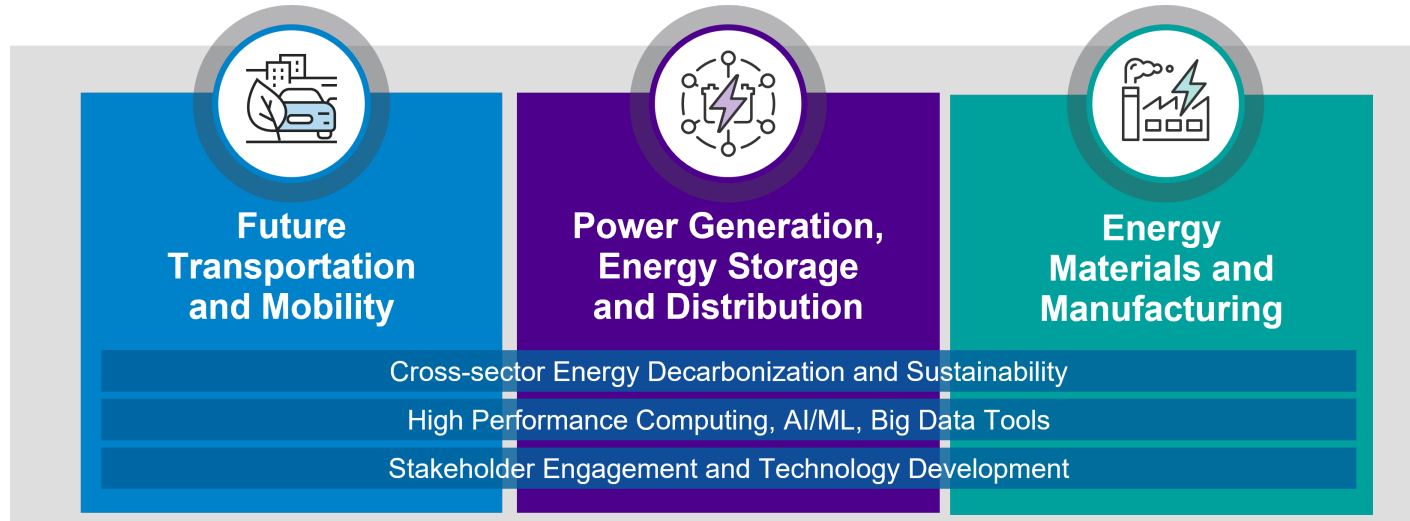 Future
Transportation
and Mobility
Power Generation,
Energy Storage
and Distribution
Energy
Materials and
Manufacturing
Cross-sector Energy Decarbonization and Sustainability
High Performance Computing, AI/ML, Big Data Tools
Stakeholder Engagement and Technology Development